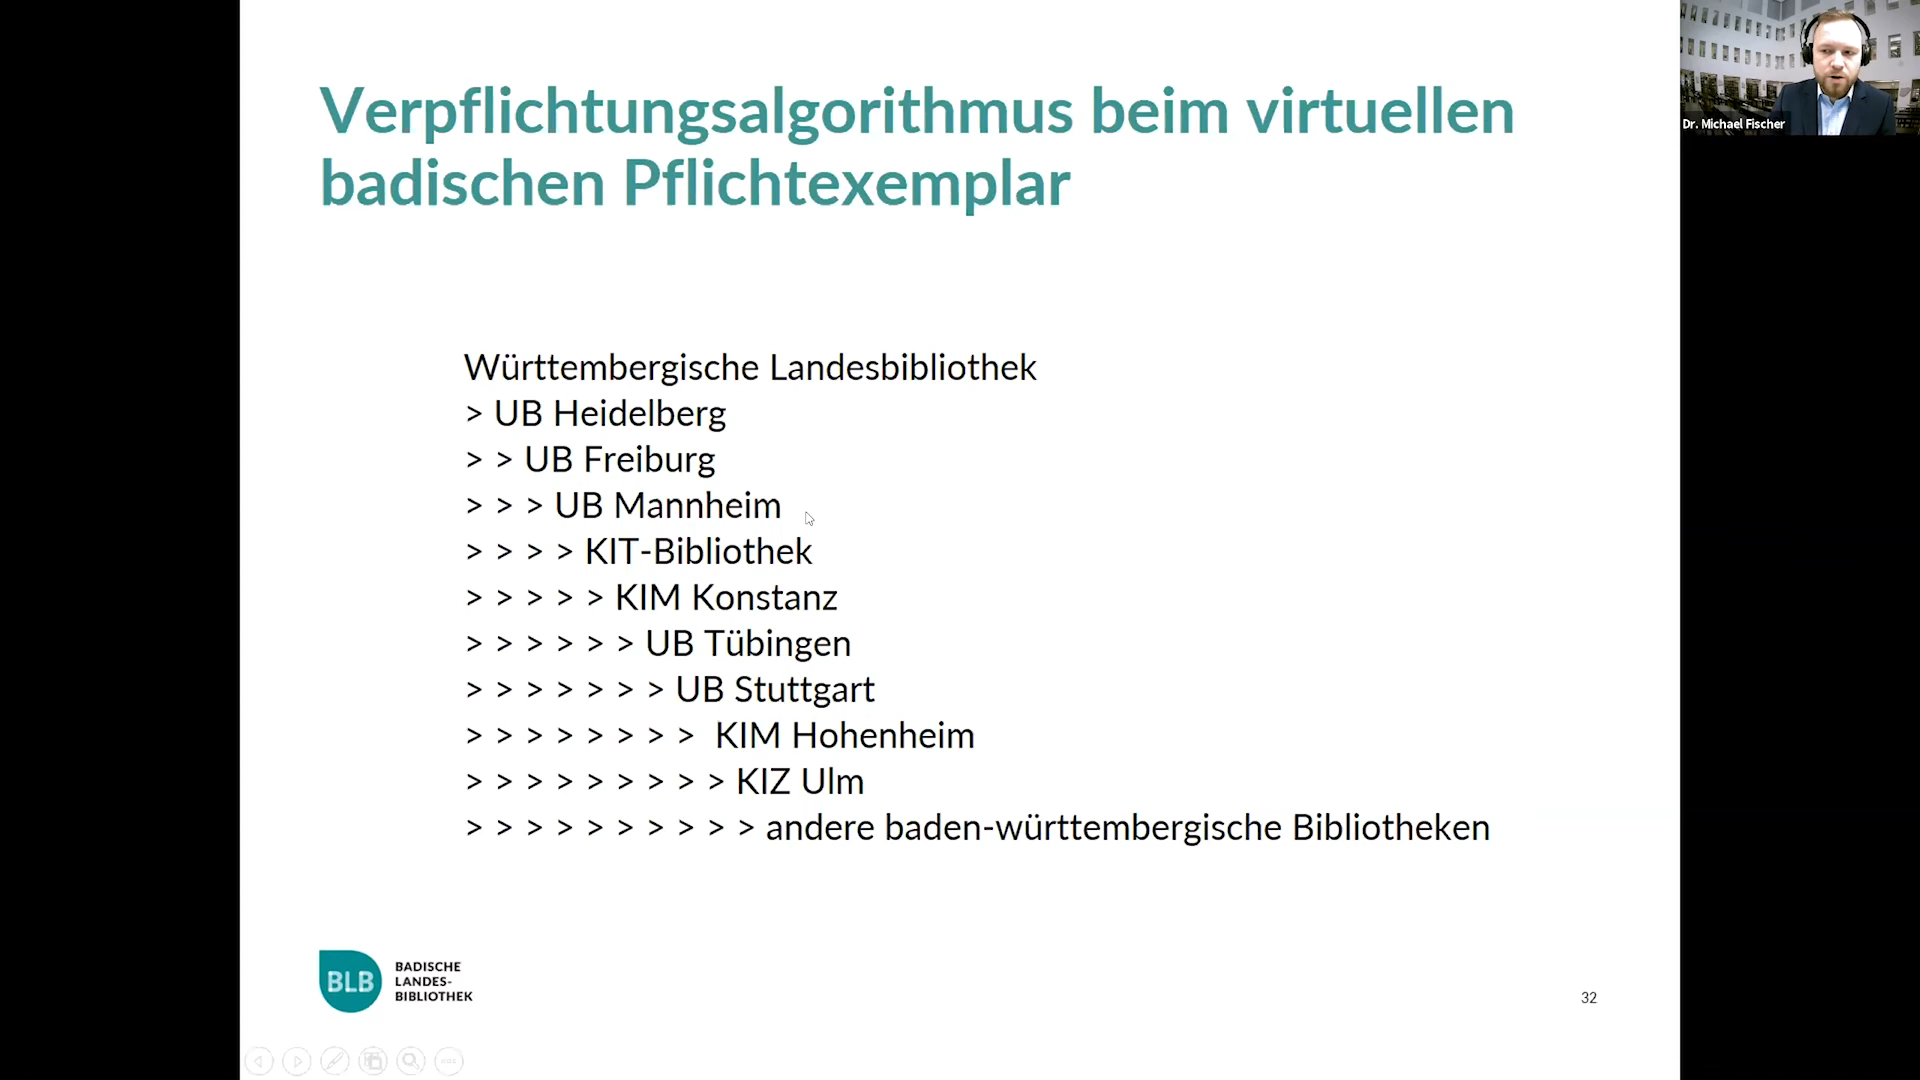 Verpflichtungsalgorithmus beim virtuellen
badischen Pflichtexemplar
Württembergische Landesbibliothek
> UB Heidelberg
> > UB Freiburg
> > > UB Mannheim
> > > > KIT-Bibliothek
> > > > > KIM Konstanz
> > > > > > UB Tübingen
> > > > > > > UB Stuttgart
> > > > > > > > KIM Hohenheim
> > > > > > > > > KIZ Ulm
> > > > > > > > > > andere baden-württembergische Bibliotheken
BLB
BADISCHE
LANDES-
BIBLIOTHEK
32
Dr. Michael Fischer